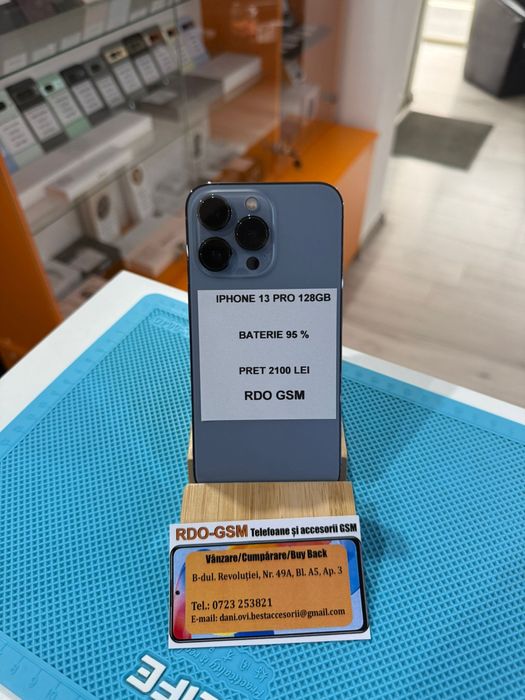 IPHONE 13 PRO 128GB
BATERIE 95 %
PRET 2100 LEI
RDO GSM
RDO-GSM Telefoane și accesorii GSM
Vânzare/Cumpărare/Buy Back
B-dul. Revoluției, Nr. 49A, Bl. A5, Ap. 3
Tel.: 0723 253821
E-mail: dani.ovi.bestaccesorii@gmail.com